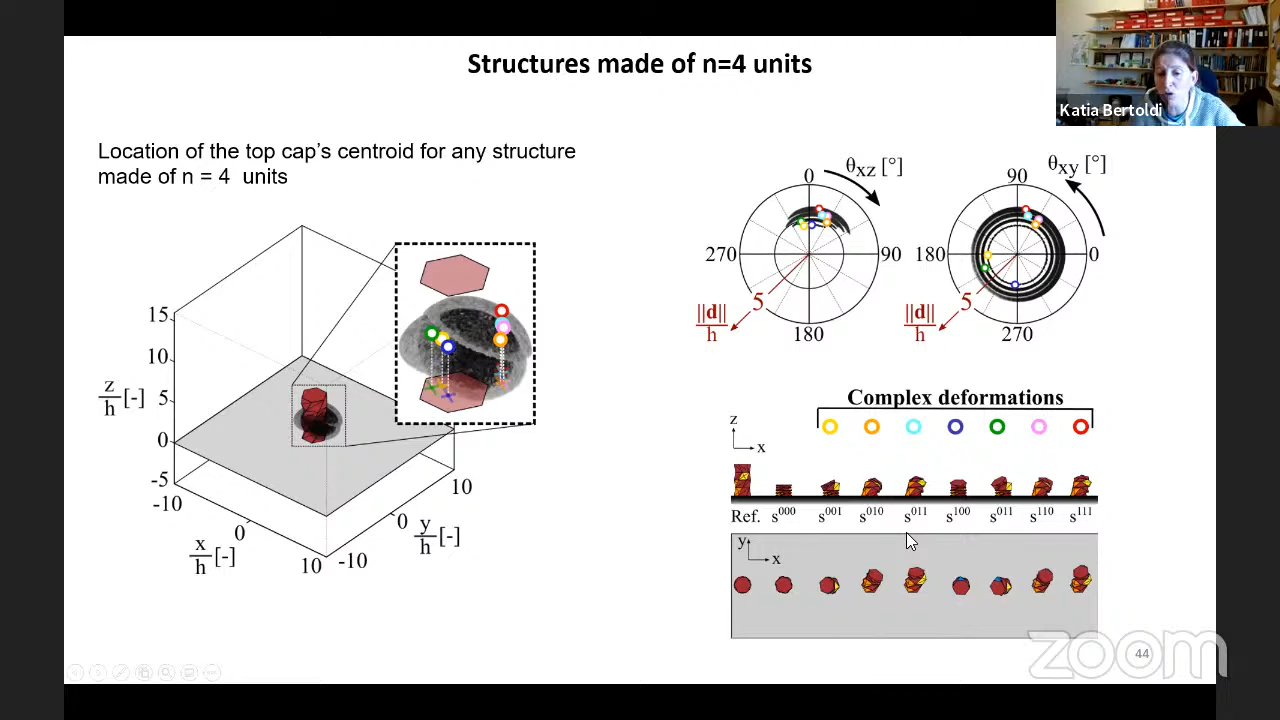 Structures made of n=4 units
Katia Bertoldi
Location of the top cap's centroid for any structure
made of n = 4 units
15
10
5
0
-5
z
h
[-]
-10
0
10
x
h
[-]
-10
0
10
y
h
[-]
0
θxz [°]
90
180
270
5
||d||
h
90
θxy [°]
0
270
180
5
||d||
h
Complex deformations
z
x
Ref. s000 s001 s010 s011 s100 s011 s110 s111
y
x
zoom
44